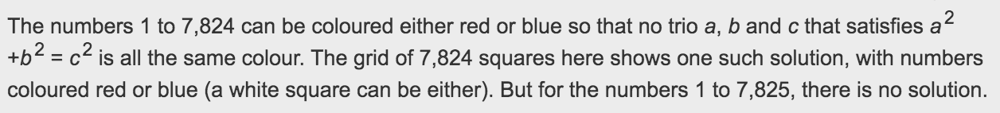 The numbers 1 to 7,824 can be coloured either red or blue so that no trio a, b and c that satisfies a²
+b² = c² is all the same colour. The grid of 7,824 squares here shows one such solution, with numbers
coloured red or blue (a white square can be either). But for the numbers 1 to 7,825, there is no solution.